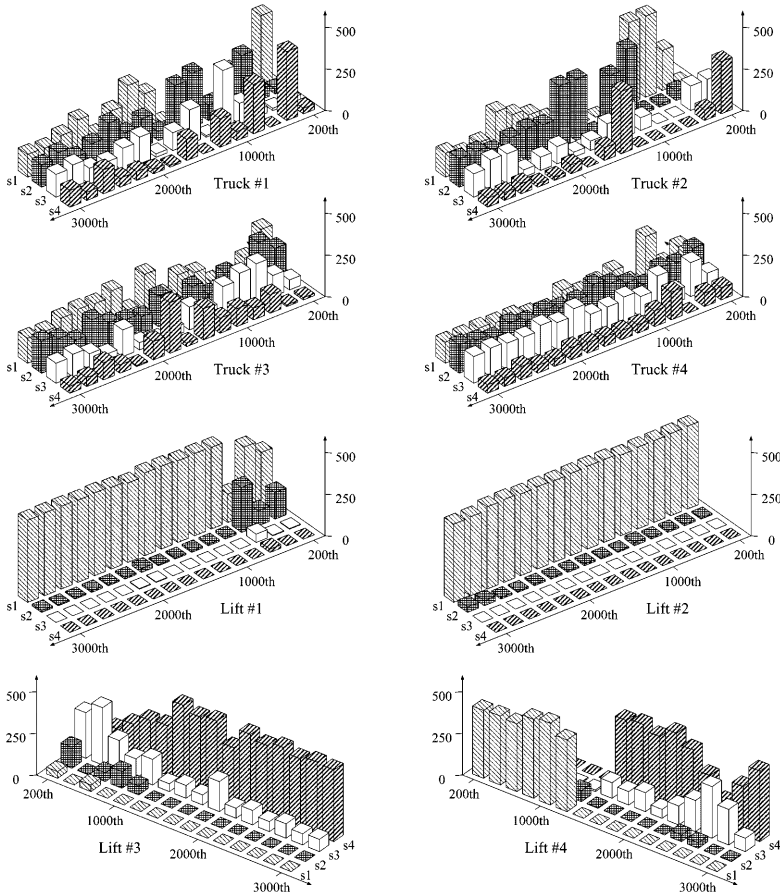 500
250
0
s1
s2
s3
s4
200th
1000th
2000th
3000th
Truck #1
500
250
0
s1
s2
s3
s4
200th
1000th
2000th
3000th
Truck #2
500
250
0
s1
s2
s3
s4
200th
1000th
2000th
3000th
Truck #3
500
250
0
s1
s2
s3
s4
200th
1000th
2000th
3000th
Truck #4
500
250
0
s1
s2
s3
s4
200th
1000th
2000th
3000th
Lift #1
500
250
0
s1
s2
s3
s4
200th
1000th
2000th
3000th
Lift #2
500
250
0
200th
1000th
2000th
3000th
s4
s3
s2
s1
Lift #3
500
250
0
200th
1000th
2000th
3000th
s4
s3
s2
s1
Lift #4